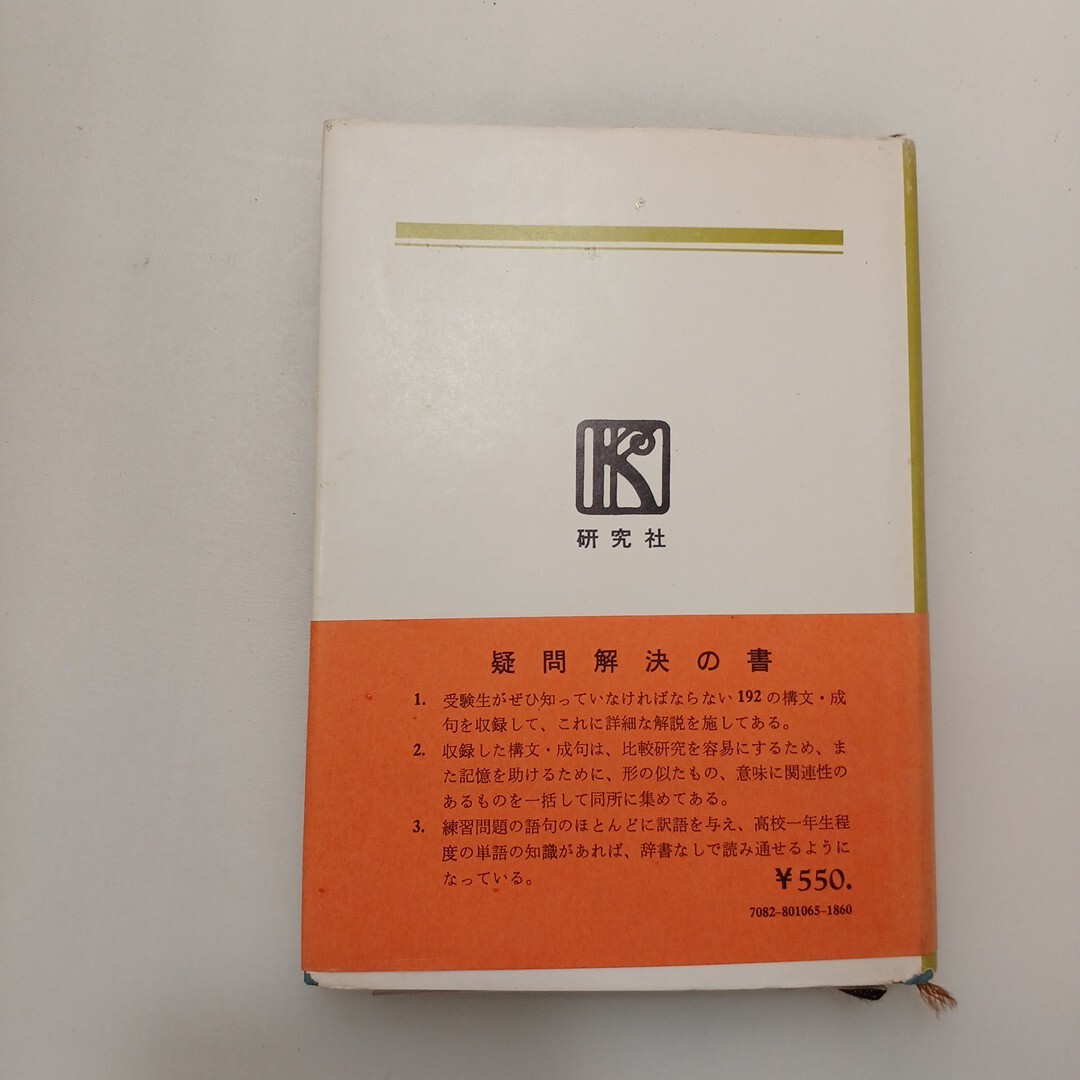 K
研究社
疑問解決の書
1. 受験生がぜひ知っていなければならない 192 の構文・成
句を収録して、これに詳細な解説を施してある。
2. 収録した構文・成句は、比較研究を容易にするため、ま
た記憶を助けるために、形の似たもの、意味に関連性の
あるものを一括して同所に集めてある。
3. 練習問題の語句のほとんどに訳語を与え、高校一年生程
度の単語の知識があれば、辞書なしで読み通せるように
なっている。
¥550.
7082-801065-1860